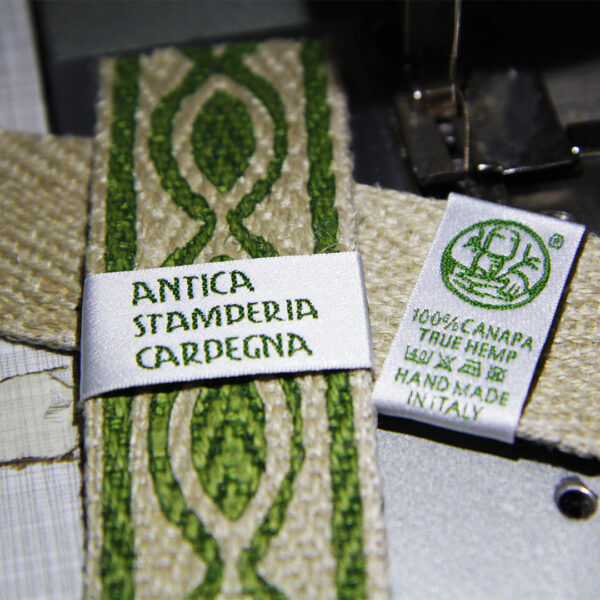 ANTICA
STAMPERIA
CARPEGNA
®
100% CANAPA
TRUE HEMP
HAND MADE
IN ITALY